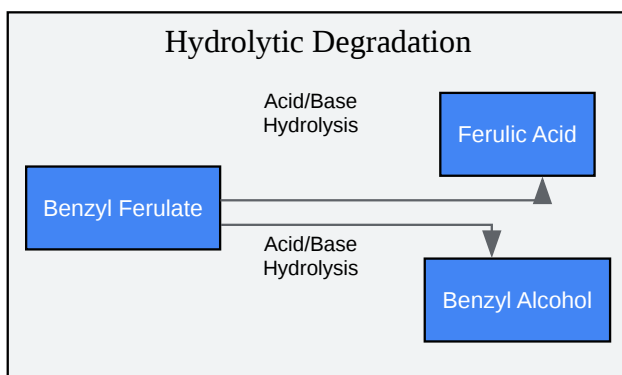 Hydrolytic Degradation
Acid/Base
Hydrolysis
Ferulic Acid
Benzyl Ferulate
Acid/Base
Hydrolysis
Benzyl Alcohol